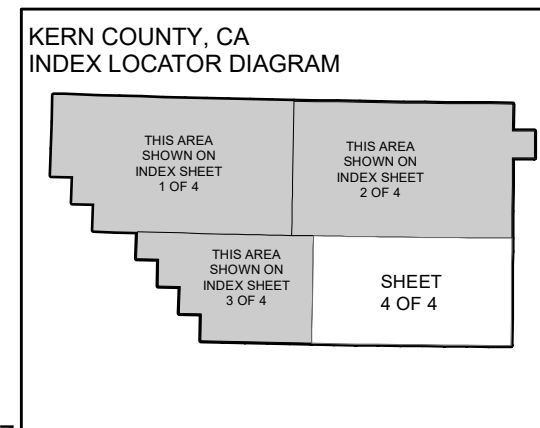 KERN COUNTY, CA
INDEX LOCATOR DIAGRAM
THIS AREA
SHOWN ON
INDEX SHEET
1 OF 4
THIS AREA
SHOWN ON
INDEX SHEET
2 OF 4
THIS AREA
SHOWN ON
INDEX SHEET
3 OF 4
SHEET
4 OF 4